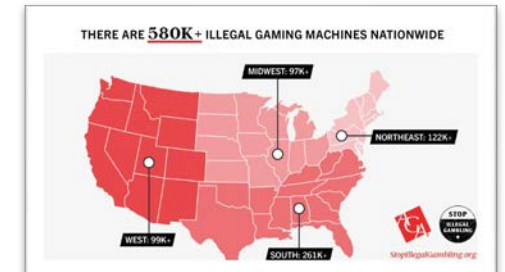 THERE ARE 580K+ ILLEGAL GAMING MACHINES NATIONWIDE
MIDWEST: 97K+
NORTHEAST: 122K+
WEST: 99K+
SOUTH: 261K+
AGA
STOP
ILLEGAL
GAMBLING
StopIllegalGambling.org